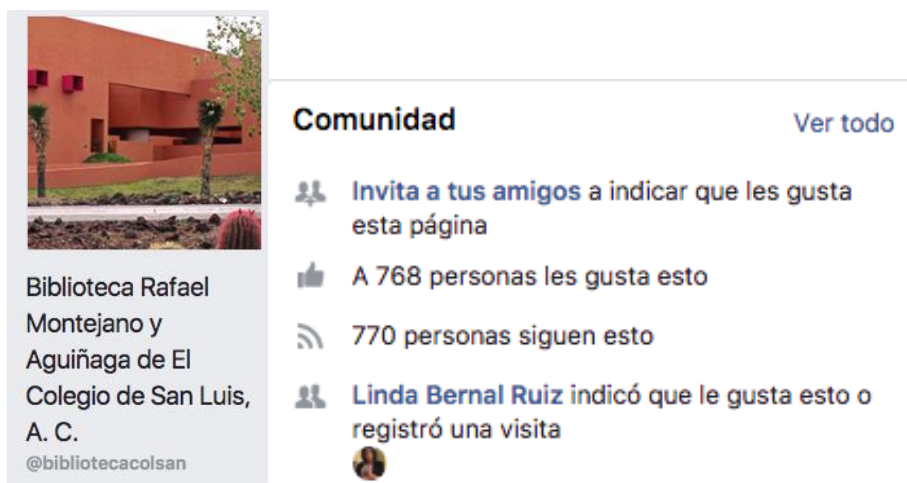 Biblioteca Rafael
Montejano y
Aguiñaga de El
Colegio de San Luis,
A. C.
@bibliotecacolsan
Comunidad
Ver todo
Invita a tus amigos a indicar que les gusta
esta página
A 768 personas les gusta esto
770 personas siguen esto
Linda Bernal Ruiz indicó que le gusta esto o
registró una visita